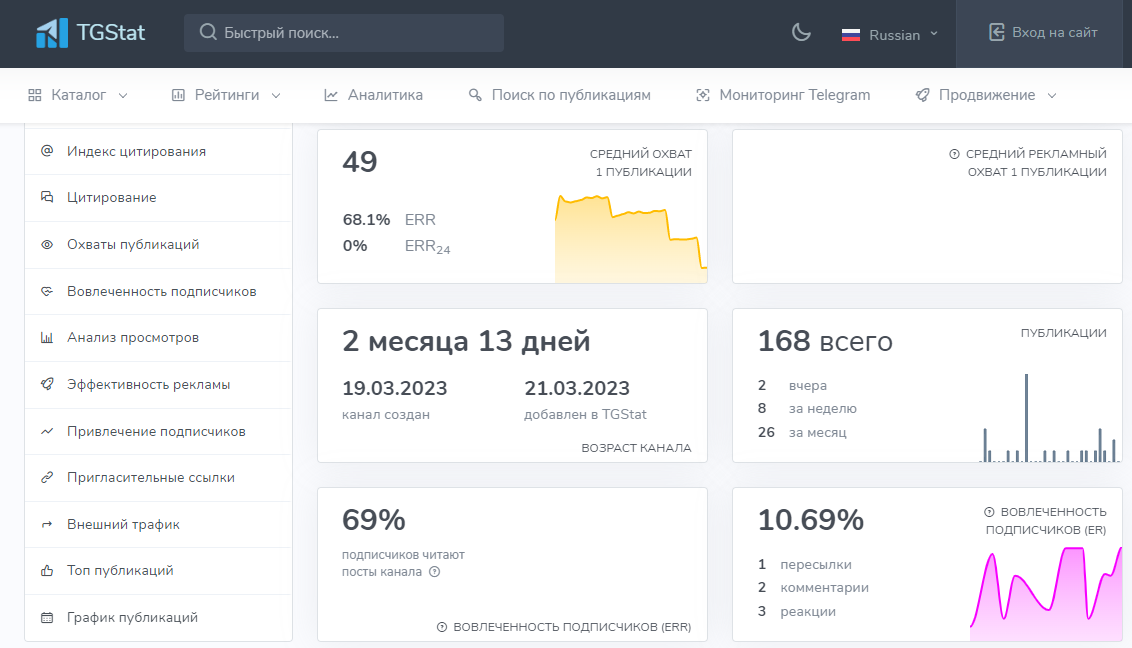 TGStat
Быстрый поиск...
Russian
Вход на сайт
Каталог
Рейтинги
Аналитика
Поиск по публикациям
Мониторинг Telegram
Продвижение
Индекс цитирования
Цитирование
Охваты публикаций
Вовлеченность подписчиков
Анализ просмотров
Эффективность рекламы
Привлечение подписчиков
Пригласительные ссылки
Внешний трафик
Топ публикаций
График публикаций
49
СРЕДНИЙ ОХВАТ
1 ПУБЛИКАЦИИ
68.1% ERR
0% ERR24
СРЕДНИЙ РЕКЛАМНЫЙ
ОХВАТ 1 ПУБЛИКАЦИИ
2 месяца 13 дней
19.03.2023
канал создан
21.03.2023
добавлен в TGStat
ВОЗРАСТ КАНАЛА
168 всего
ПУБЛИКАЦИИ
2 вчера
8 за неделю
26 за месяц
69%
подписчиков читают
посты канала
ВОВЛЕЧЕННОСТЬ ПОДПИСЧИКОВ (ERR)
10.69%
ВОВЛЕЧЕННОСТЬ
ПОДПИСЧИКОВ (ER)
1 пересылки
2 комментарии
3 реакции